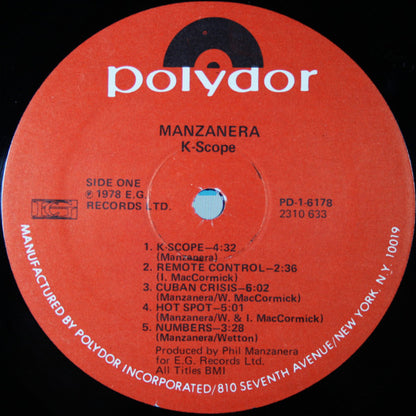 polydor
MANZANERA
K-Scope
SIDE ONE
℗ 1978 E.G.
RECORDS LTD.
PD-1-6178
2310 633
1. K-SCOPE—4:32
(Manzanera)
2. REMOTE CONTROL—2:36
(I. MacCormick)
3. CUBAN CRISIS—6:02
(Manzanera/W. MacCormick)
4. HOT SPOT—5:01
(Manzanera/W. & I. MacCormick)
5. NUMBERS—3:28
(Manzanera/Wetton)
Produced by Phil Manzanera
for E.G. Records Ltd.
All Titles BMI
MANUFACTURED BY POLYDOR INCORPORATED/810 SEVENTH AVENUE/NEW YORK, N.Y. 10019